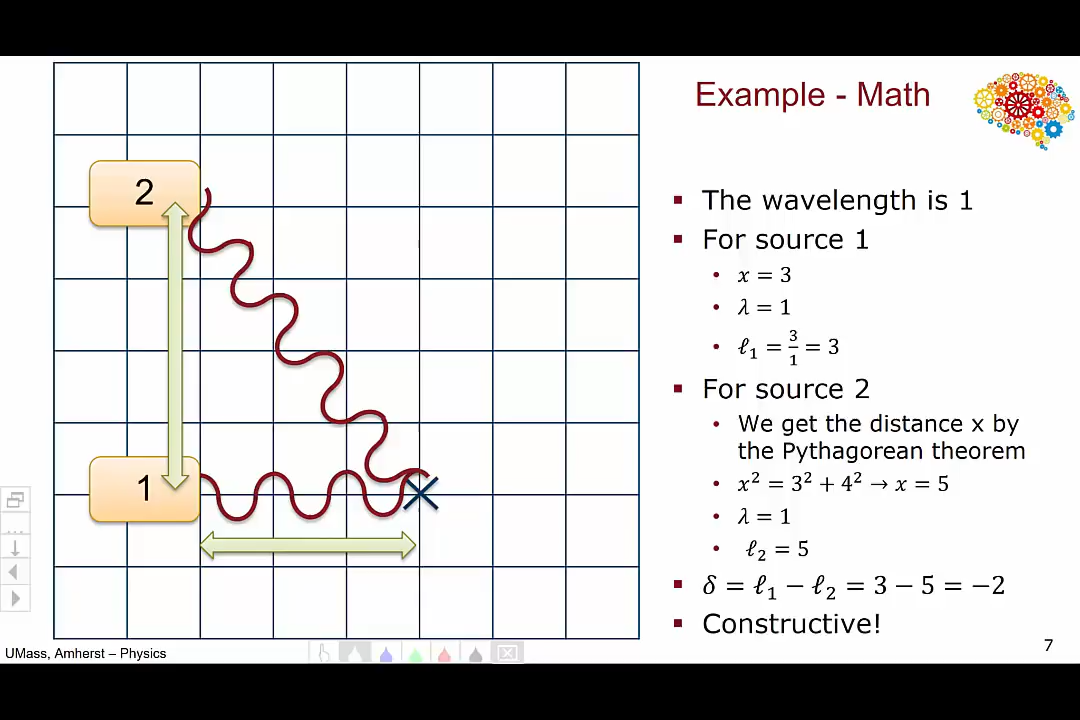 Example - Math
2
1
The wavelength is 1
For source 1
x = 3
λ = 1
ℓ₁ = 3/1 = 3
For source 2
We get the distance x by
the Pythagorean theorem
x² = 3² + 4² → x = 5
λ = 1
ℓ₂ = 5
δ = ℓ₁ − ℓ₂ = 3 − 5 = −2
Constructive!
UMass, Amherst – Physics
7